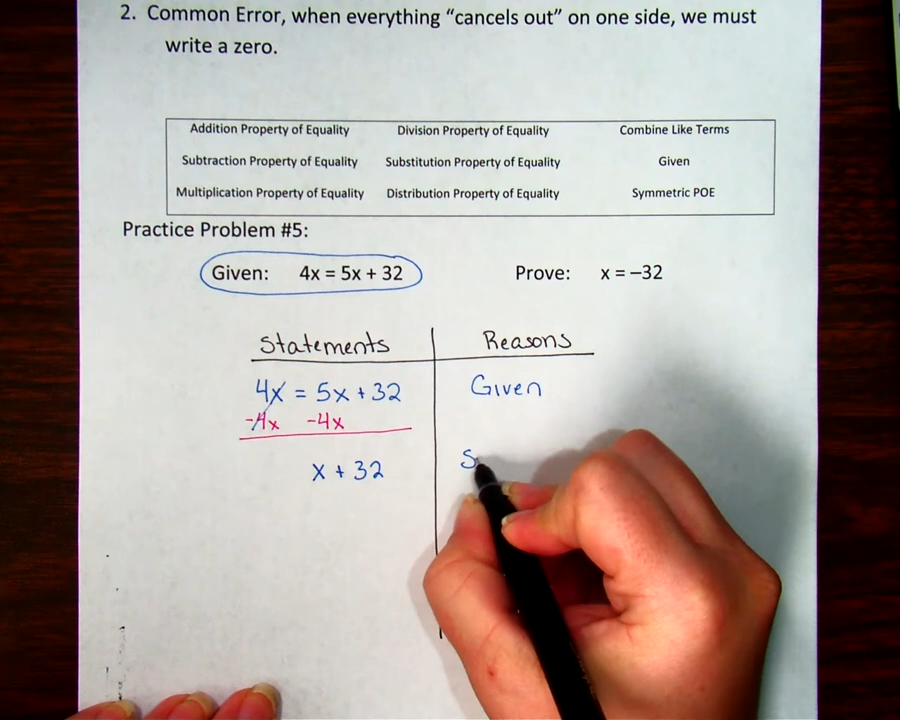 2. Common Error, when everything “cancels out” on one side, we must
write a zero.
Addition Property of Equality Division Property of Equality Combine Like Terms
Subtraction Property of Equality Substitution Property of Equality Given
Multiplication Property of Equality Distribution Property of Equality Symmetric POE
Practice Problem #5:
Given: 4x = 5x + 32 Prove: x = –32
Statements Reasons
4x = 5x + 32 Given
-4x -4x
x + 32 S